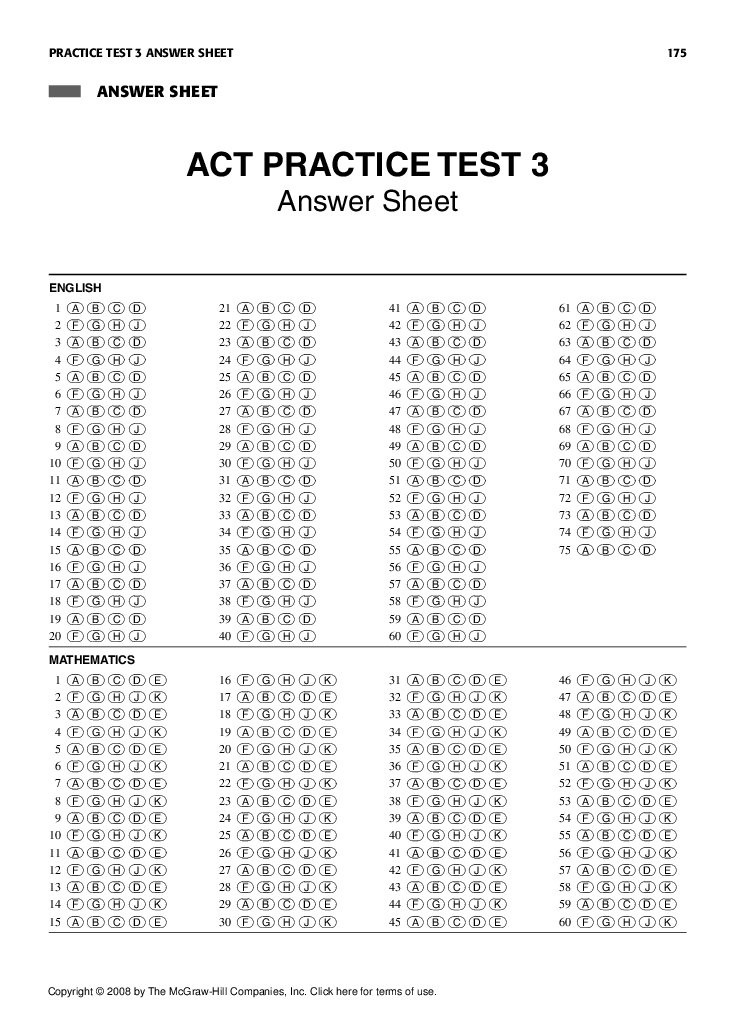 PRACTICE TEST 3 ANSWER SHEET 175
ANSWER SHEET
ACT PRACTICE TEST 3
Answer Sheet
ENGLISH
1 A B C D 21 A B C D 41 A B C D 61 A B C D
2 F G H J 22 F G H J 42 F G H J 62 F G H J
3 A B C D 23 A B C D 43 A B C D 63 A B C D
4 F G H J 24 F G H J 44 F G H J 64 F G H J
5 A B C D 25 A B C D 45 A B C D 65 A B C D
6 F G H J 26 F G H J 46 F G H J 66 F G H J
7 A B C D 27 A B C D 47 A B C D 67 A B C D
8 F G H J 28 F G H J 48 F G H J 68 F G H J
9 A B C D 29 A B C D 49 A B C D 69 A B C D
10 F G H J 30 F G H J 50 F G H J 70 F G H J
11 A B C D 31 A B C D 51 A B C D 71 A B C D
12 F G H J 32 F G H J 52 F G H J 72 F G H J
13 A B C D 33 A B C D 53 A B C D 73 A B C D
14 F G H J 34 F G H J 54 F G H J 74 F G H J
15 A B C D 35 A B C D 55 A B C D 75 A B C D
16 F G H J 36 F G H J 56 F G H J
17 A B C D 37 A B C D 57 A B C D
18 F G H J 38 F G H J 58 F G H J
19 A B C D 39 A B C D 59 A B C D
20 F G H J 40 F G H J 60 F G H J
MATHEMATICS
1 A B C D E 16 F G H J K 31 A B C D E 46 F G H J K
2 F G H J K 17 A B C D E 32 F G H J K 47 A B C D E
3 A B C D E 18 F G H J K 33 A B C D E 48 F G H J K
4 F G H J K 19 A B C D E 34 F G H J K 49 A B C D E
5 A B C D E 20 F G H J K 35 A B C D E 50 F G H J K
6 F G H J K 21 A B C D E 36 F G H J K 51 A B C D E
7 A B C D E 22 F G H J K 37 A B C D E 52 F G H J K
8 F G H J K 23 A B C D E 38 F G H J K 53 A B C D E
9 A B C D E 24 F G H J K 39 A B C D E 54 F G H J K
10 F G H J K 25 A B C D E 40 F G H J K 55 A B C D E
11 A B C D E 26 F G H J K 41 A B C D E 56 F G H J K
12 F G H J K 27 A B C D E 42 F G H J K 57 A B C D E
13 A B C D E 28 F G H J K 43 A B C D E 58 F G H J K
14 F G H J K 29 A B C D E 44 F G H J K 59 A B C D E
15 A B C D E 30 F G H J K 45 A B C D E 60 F G H J K
Copyright © 2008 by The McGraw-Hill Companies, Inc. Click here for terms of use.